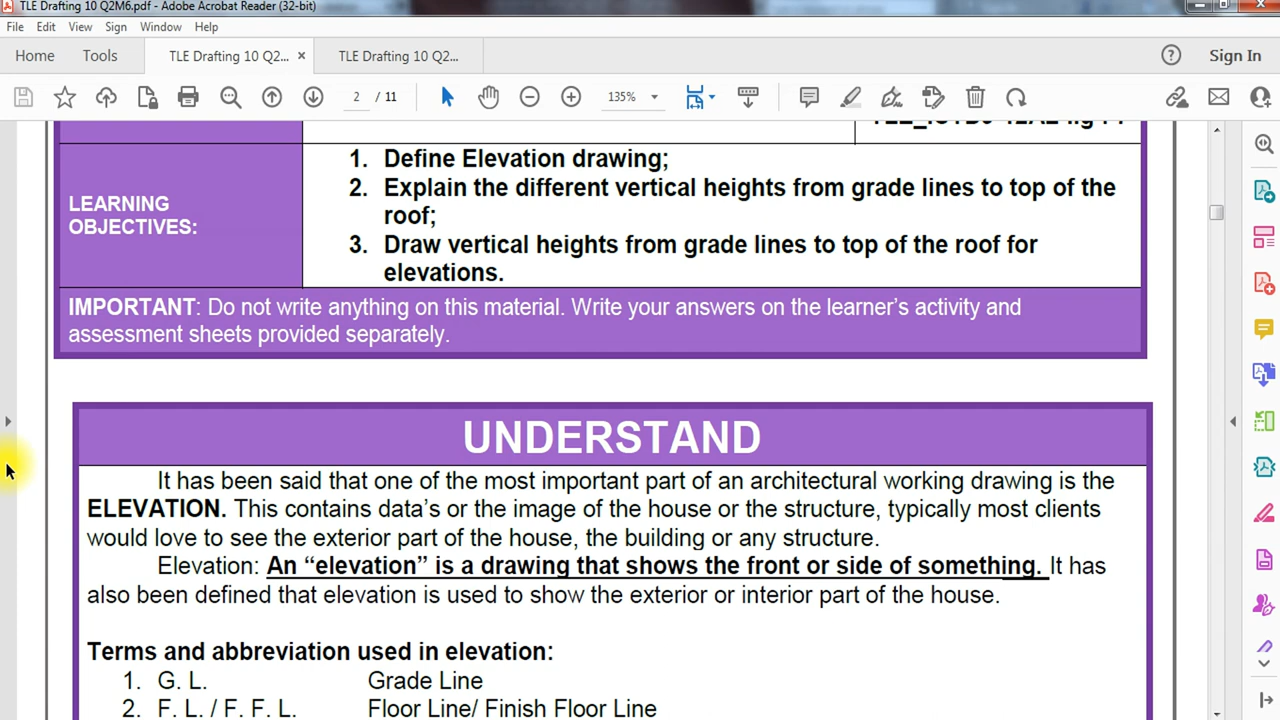 TLE Drafting 10 Q2M6.pdf - Adobe Acrobat Reader (32-bit)
File Edit View Sign Window Help
Home Tools TLE Drafting 10 Q2... × TLE Drafting 10 Q2... Sign In
2 / 11 135%
LEARNING OBJECTIVES:
1. Define Elevation drawing;
2. Explain the different vertical heights from grade lines to top of the
roof;
3. Draw vertical heights from grade lines to top of the roof for
elevations.
IMPORTANT: Do not write anything on this material. Write your answers on the learner's activity and
assessment sheets provided separately.
UNDERSTAND
It has been said that one of the most important part of an architectural working drawing is the
ELEVATION. This contains data's or the image of the house or the structure, typically most clients
would love to see the exterior part of the house, the building or any structure.
Elevation: An “elevation” is a drawing that shows the front or side of something. It has
also been defined that elevation is used to show the exterior or interior part of the house.
Terms and abbreviation used in elevation:
1. G. L. Grade Line
2. F. L. / F. F. L. Floor Line/ Finish Floor Line